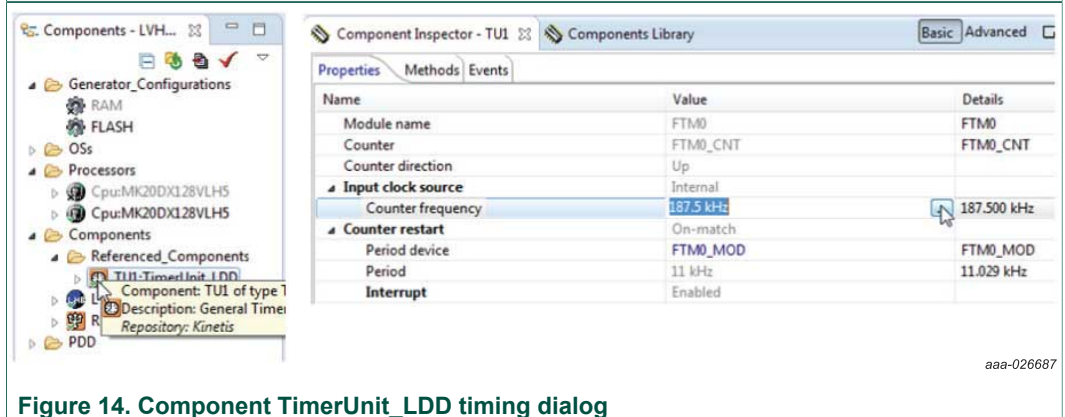 Components - LVH...
Generator_Configurations
RAM
FLASH
OSs
Processors
Cpu:MK20DX128VLH5
Cpu:MK20DX128VLH5
Components
Referenced_Components
TU1:TimerUnit_LDD
Component: TU1 of type T
Description: General Timer
Repository: Kinetis
PDD
Component Inspector - TU1 Components Library Basic Advanced
Properties Methods Events
Name Value Details
Module name FTM0 FTM0
Counter FTM0_CNT FTM0_CNT
Counter direction Up
Input clock source Internal
Counter frequency 187.5 kHz 187.500 kHz
Counter restart On-match
Period device FTM0_MOD FTM0_MOD
Period 11 kHz 11.029 kHz
Interrupt Enabled
aaa-026687
Figure 14. Component TimerUnit_LDD timing dialog